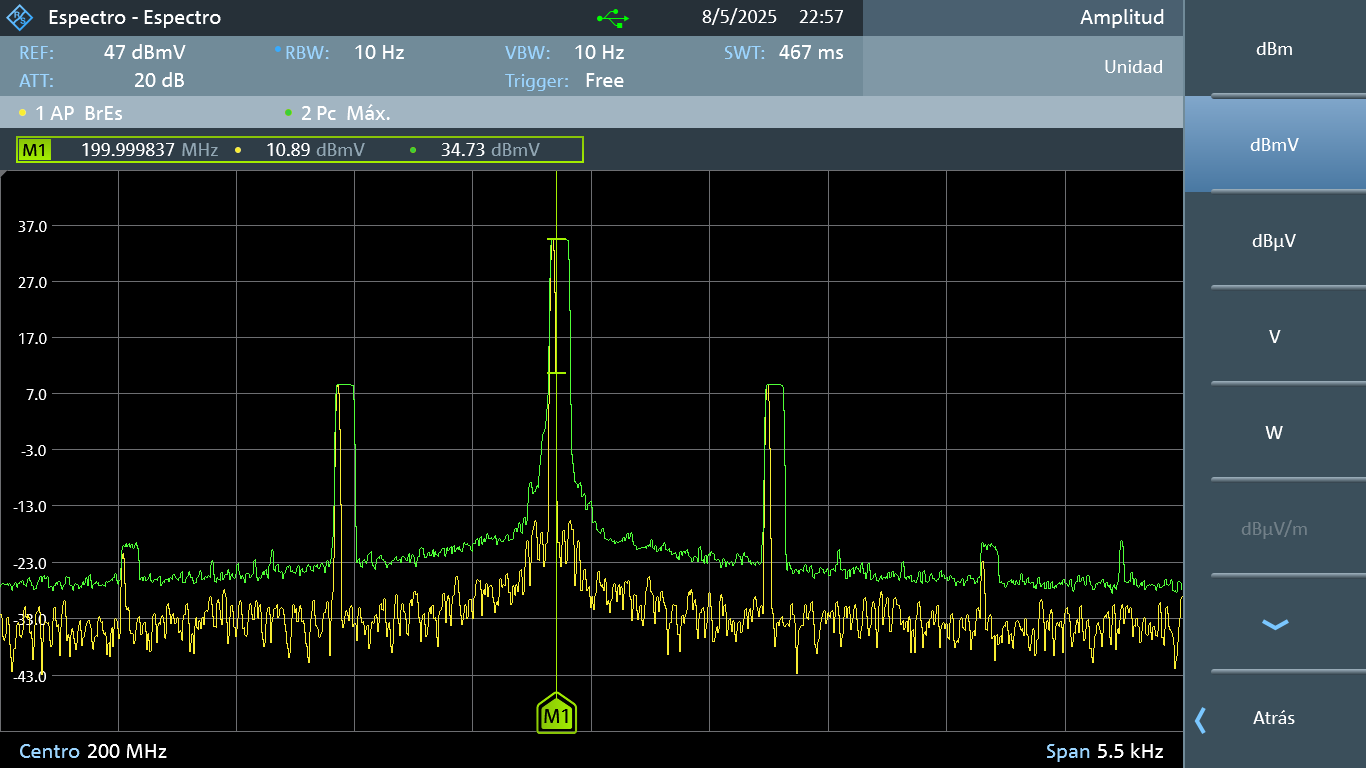 Espectro - Espectro 8/5/2025 22:57 Amplitud
REF: 47 dBmV RBW: 10 Hz VBW: 10 Hz SWT: 467 ms
ATT: 20 dB Trigger: Free
Unidad
1 AP BrEs 2 Pc Máx.
M1 199.999837 MHz 10.89 dBmV 34.73 dBmV
37.0
27.0
17.0
7.0
-3.0
-13.0
-23.0
-33.0
-43.0
M1
Centro 200 MHz Span 5.5 kHz
dBm
dBmV
dBµV
V
W
dBµV/m
Atrás